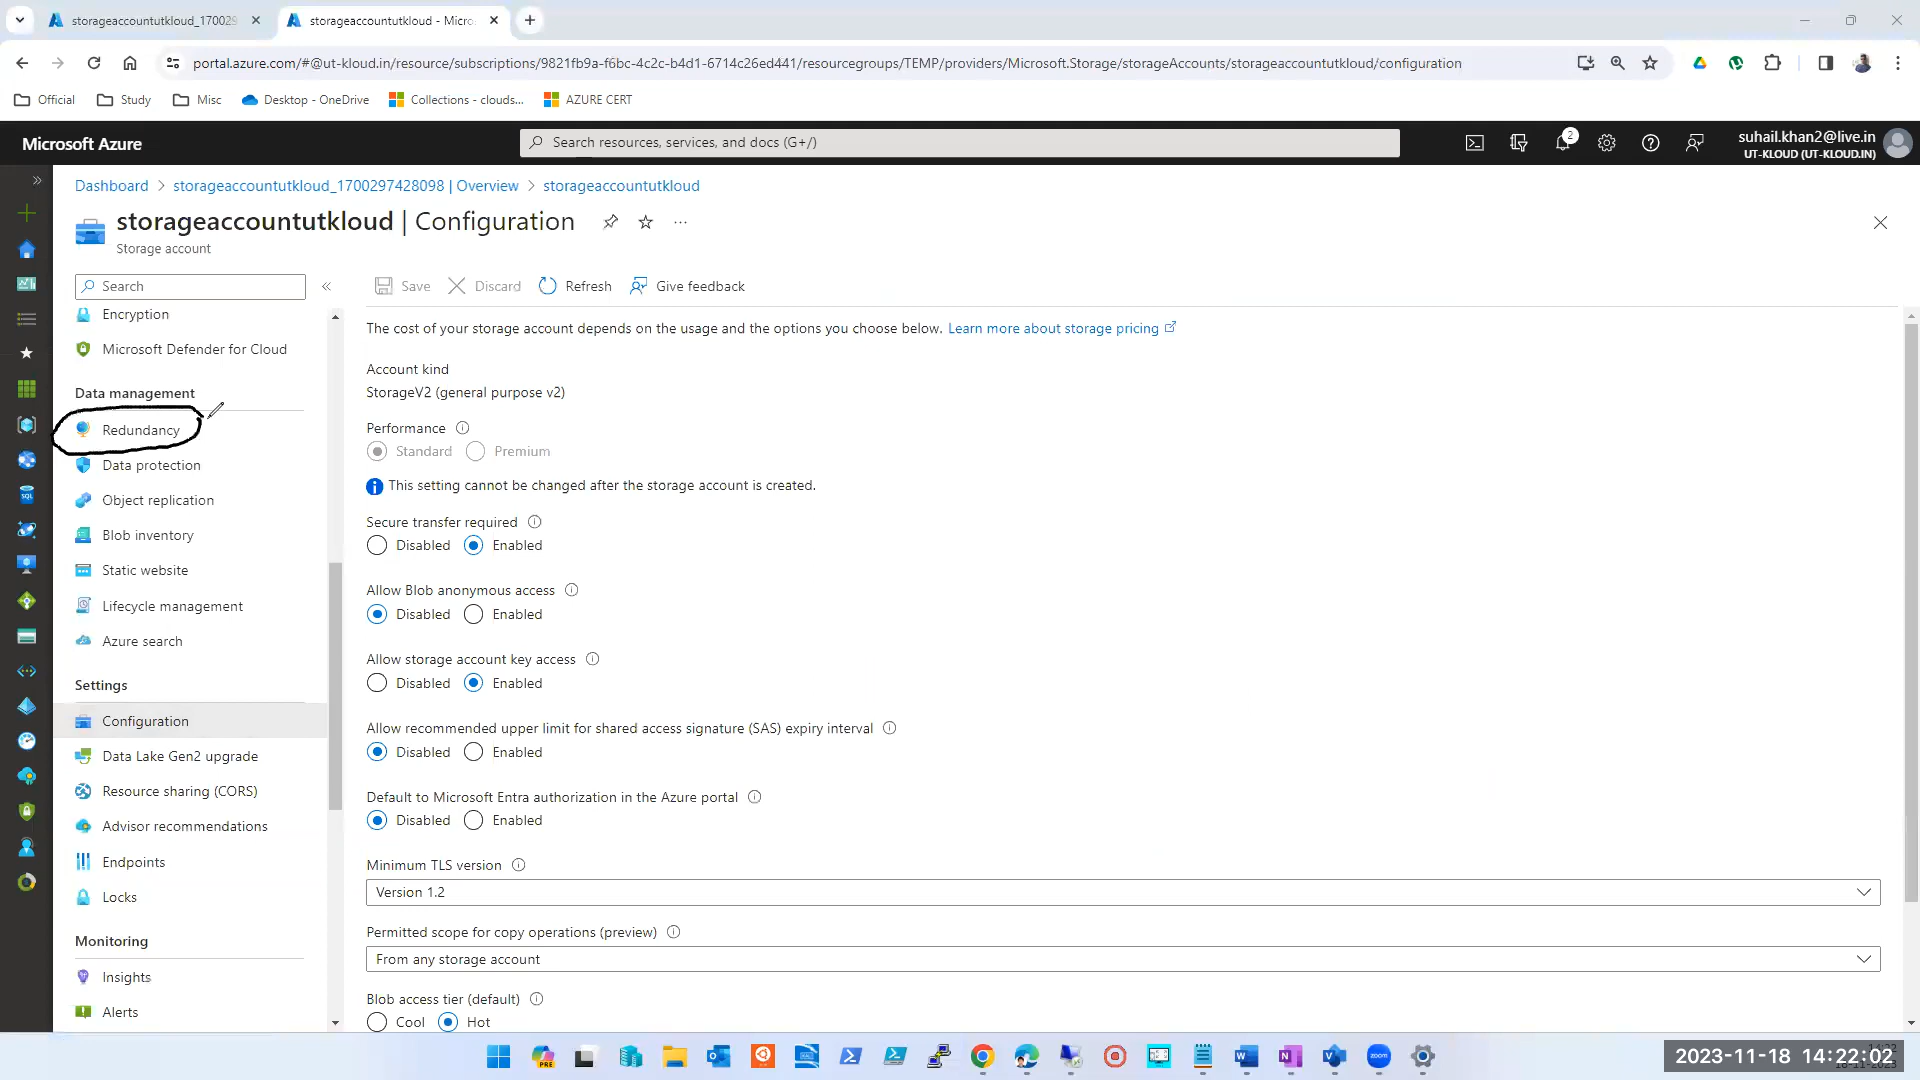 storageaccountutkloud_170029
storageaccountutkloud - Micro
portal.azure.com/#@ut-kloud.in/resource/subscriptions/9821fb9a-f6bc-4c2c-b4d1-6714c26ed441/resourcegroups/TEMP/providers/Microsoft.Storage/storageAccounts/storageaccountutkloud/configuration
Official
Study
Misc
Desktop - OneDrive
Collections - clouds...
AZURE CERT
Microsoft Azure
Search resources, services, and docs (G+/)
2
suhail.khan2@live.in
UT-KLOUD (UT-KLOUD.IN)
Dashboard > storageaccountutkloud_1700297428098 | Overview > storageaccountutkloud
storageaccountutkloud | Configuration
Storage account
Search
Save
Discard
Refresh
Give feedback
Encryption
Microsoft Defender for Cloud
Data management
Redundancy
Data protection
Object replication
Blob inventory
Static website
Lifecycle management
Azure search
Settings
Configuration
Data Lake Gen2 upgrade
Resource sharing (CORS)
Advisor recommendations
Endpoints
Locks
Monitoring
Insights
Alerts
The cost of your storage account depends on the usage and the options you choose below. Learn more about storage pricing
Account kind
StorageV2 (general purpose v2)
Performance
Standard Premium
This setting cannot be changed after the storage account is created.
Secure transfer required
Disabled Enabled
Allow Blob anonymous access
Disabled Enabled
Allow storage account key access
Disabled Enabled
Allow recommended upper limit for shared access signature (SAS) expiry interval
Disabled Enabled
Default to Microsoft Entra authorization in the Azure portal
Disabled Enabled
Minimum TLS version
Version 1.2
Permitted scope for copy operations (preview)
From any storage account
Blob access tier (default)
Cool Hot
PRE
zoom
2023-11-18 14:22:02